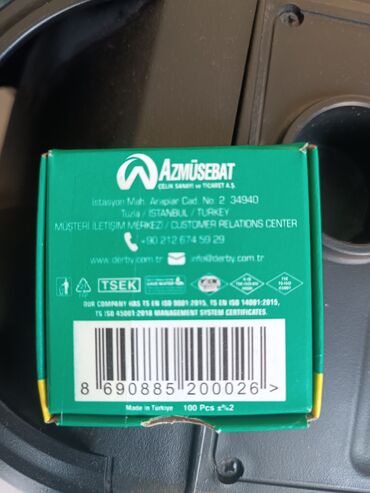 AZMÜSEBAT
ÇELİK SANAYİ ve TİCARET A.Ş.
İstasyon Mah. Araplar Cad. No: 2 34940
Tuzla / İSTANBUL / TURKEY
MÜŞTERİ İLETİŞİM MERKEZİ / CUSTOMER RELATIONS CENTER
+90 212 674 59 29
www.derby.com.tr info@derby.com.tr
TSEK
OUR COMPANY HAS TS EN ISO 9001:2015, TS EN ISO 14001:2015,
TS ISO 45001:2018 MANAGEMENT SYSTEM CERTIFICATES.
8 690885 200026 >
Made in Türkiye 100 Pcs ±%2